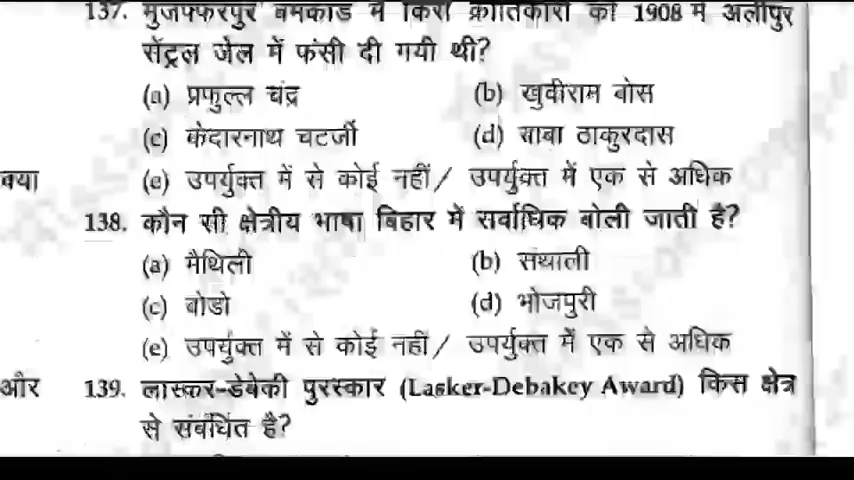 137. मुजफ्फरपुर बमकांड में किस क्रांतिकारी को 1908 में अलीपुर
सेंट्रल जेल में फंसी दी गयी थी?
(a) प्रफुल्ल चंद्र (b) खुदीराम बोस
(c) केदारनाथ चटर्जी (d) साबा ठाकुरदास
क्या (e) उपर्युक्त में से कोई नहीं/ उपर्युक्त में एक से अधिक
138. कौन सी क्षेत्रीय भाषा बिहार में सर्वाधिक बोली जाती है?
(a) मैथिली (b) संथाली
(c) बोडो (d) भोजपुरी
(e) उपर्युक्त में से कोई नहीं/ उपर्युक्त में एक से अधिक
और 139. लास्कर-डेबेकी पुरस्कार (Lasker-Debakey Award) किस क्षेत्र
से संबंधित है?